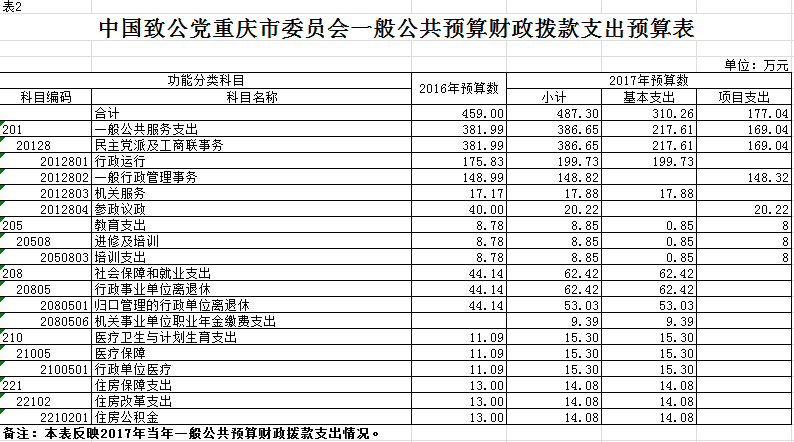 表2
中国致公党重庆市委员会一般公共预算财政拨款支出预算表
单位：万元
功能分类科目 2016年预算数 2017年预算数
科目编码 科目名称 小计 基本支出 项目支出
合计 459.00 487.30 310.26 177.04
201 一般公共服务支出 381.99 386.65 217.61 169.04
20128 民主党派及工商联事务 381.99 386.65 217.61 169.04
2012801 行政运行 175.83 199.73 199.73
2012802 一般行政管理事务 148.99 148.82 148.32
2012803 机关服务 17.17 17.88 17.88
2012804 参政议政 40.00 20.22 20.22
205 教育支出 8.78 8.85 0.85 8
20508 进修及培训 8.78 8.85 0.85 8
2050803 培训支出 8.78 8.85 0.85 8
208 社会保障和就业支出 44.14 62.42 62.42
20805 行政事业单位离退休 44.14 62.42 62.42
2080501 归口管理的行政单位离退休 44.14 53.03 53.03
2080506 机关事业单位职业年金缴费支出 9.39 9.39
210 医疗卫生与计划生育支出 11.09 15.30 15.30
21005 医疗保障 11.09 15.30 15.30
2100501 行政单位医疗 11.09 15.30 15.30
221 住房保障支出 13.00 14.08 14.08
22102 住房改革支出 13.00 14.08 14.08
2210201 住房公积金 13.00 14.08 14.08
备注：本表反映2017年当年一般公共预算财政拨款支出情况。